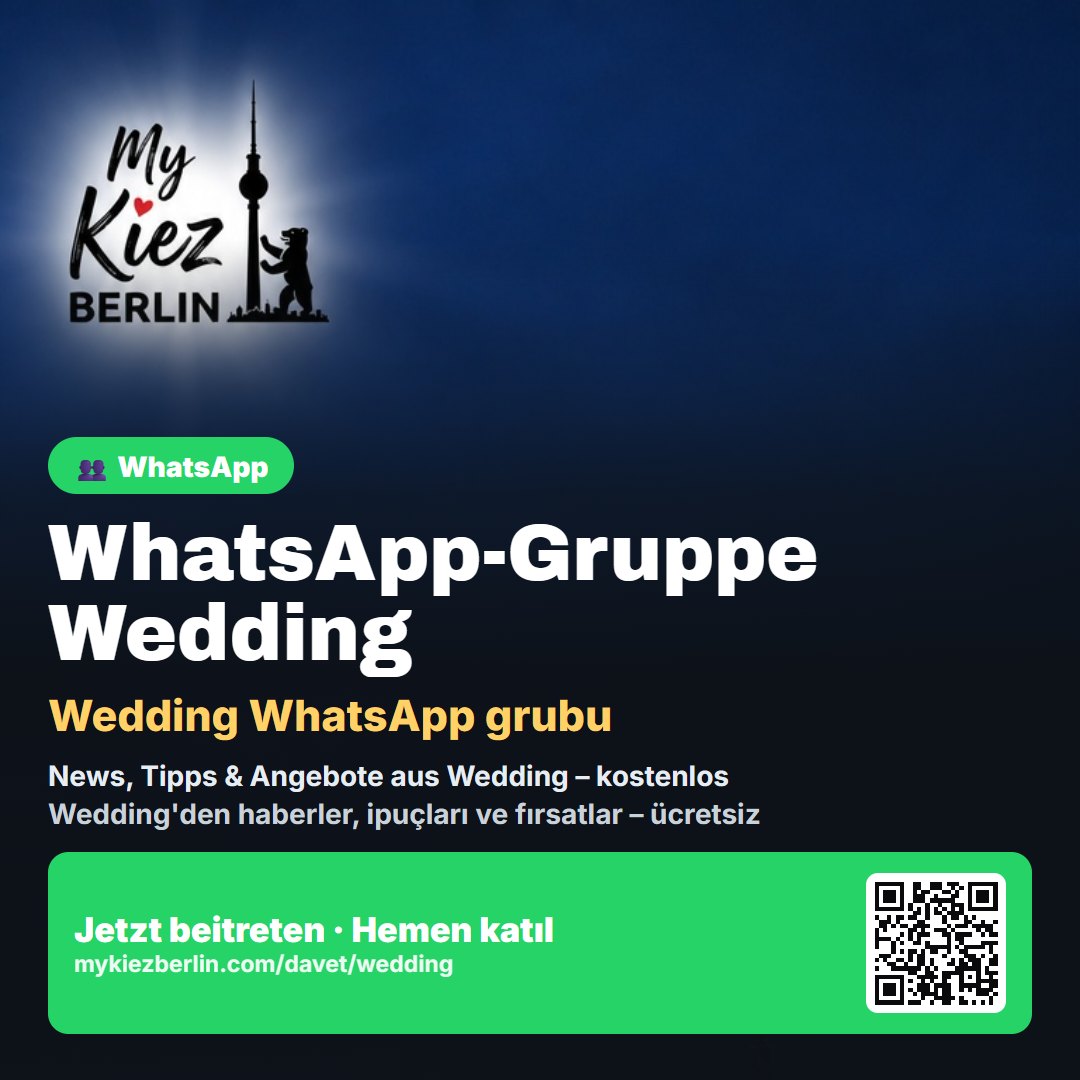 My
Kiez
BERLIN
WhatsApp
WhatsApp-Gruppe
Wedding
Wedding WhatsApp grubu
News, Tipps & Angebote aus Wedding – kostenlos
Wedding'den haberler, ipuçları ve fırsatlar – ücretsiz
Jetzt beitreten · Hemen katıl
mykiezberlin.com/davet/wedding